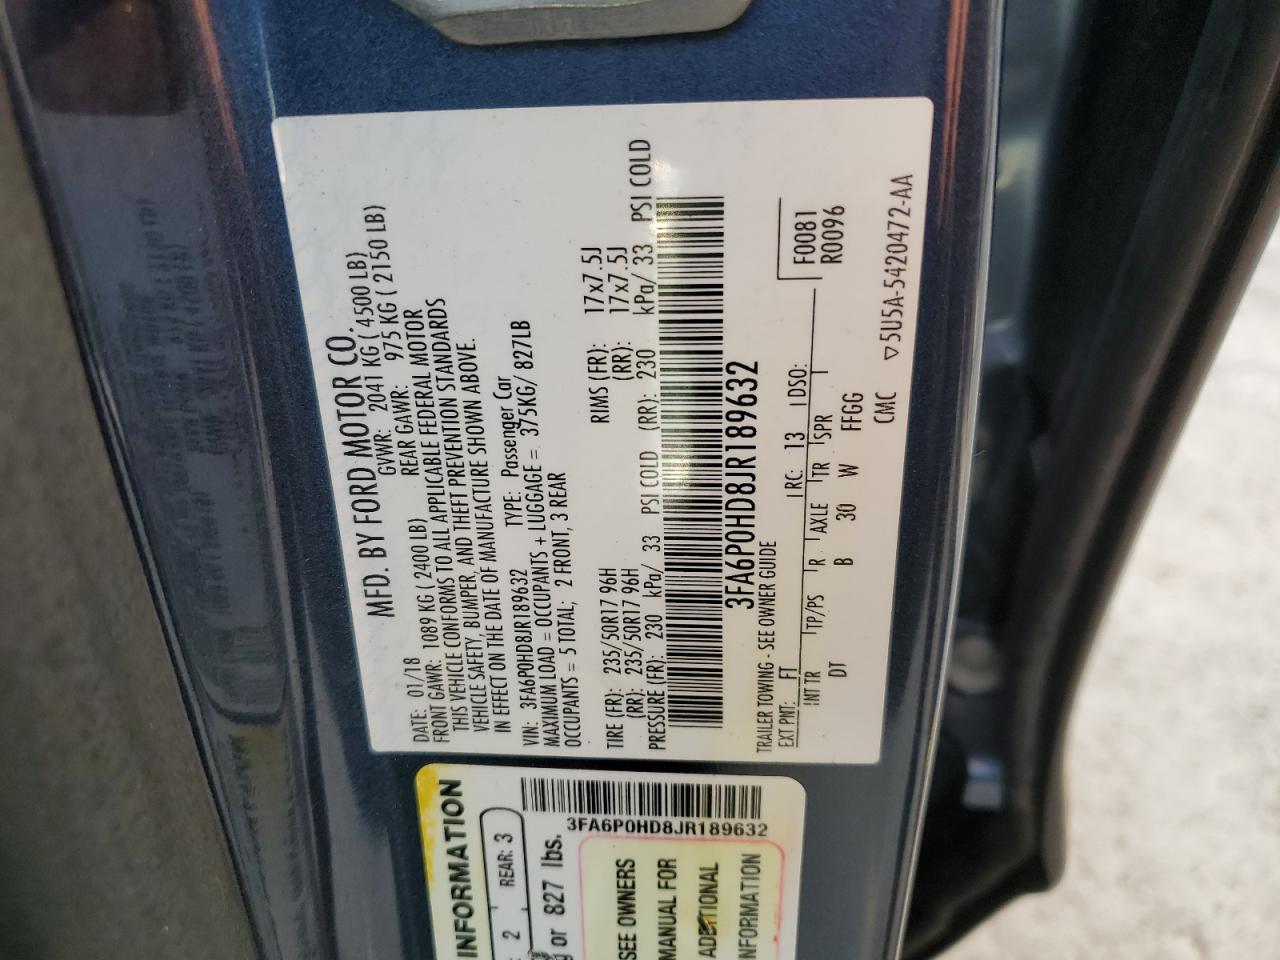 MFD. BY FORD MOTOR CO.
DATE: 01/18 GVWR: 2041 KG ( 4500 LB)
FRONT GAWR: 1089 KG ( 2400 LB) REAR GAWR: 975 KG ( 2150 LB)
THIS VEHICLE CONFORMS TO ALL APPLICABLE FEDERAL MOTOR
VEHICLE SAFETY, BUMPER, AND THEFT PREVENTION STANDARDS
IN EFFECT ON THE DATE OF MANUFACTURE SHOWN ABOVE.
VIN: 3FA6P0HD8JR189632 TYPE: Passenger Car
MAXIMUM LOAD = OCCUPANTS + LUGGAGE = 375KG/ 827LB
OCCUPANTS = 5 TOTAL, 2 FRONT, 3 REAR
TIRE (FR): 235/50R17 96H RIMS (FR): 17x7.5J
(RR): 235/50R17 96H (RR): 17x7.5J
PRESSURE (FR): 230 kPa/ 33 PSI COLD (RR): 230 kPa/ 33 PSI COLD
3FA6P0HD8JR189632
TRAILER TOWING - SEE OWNER GUIDE
EXT PNT: FT RC: 13 DSO:
F0081
R0096
INT TR TP/PS R AXLE TR SPR
DT B 30 W FFGG
CMC
▽5U5A-5420472-AA
INFORMATION
2 REAR: 3
3FA6P0HD8JR189632
or 827 lbs.
SEE OWNERS
MANUAL FOR
ADDITIONAL
INFORMATION